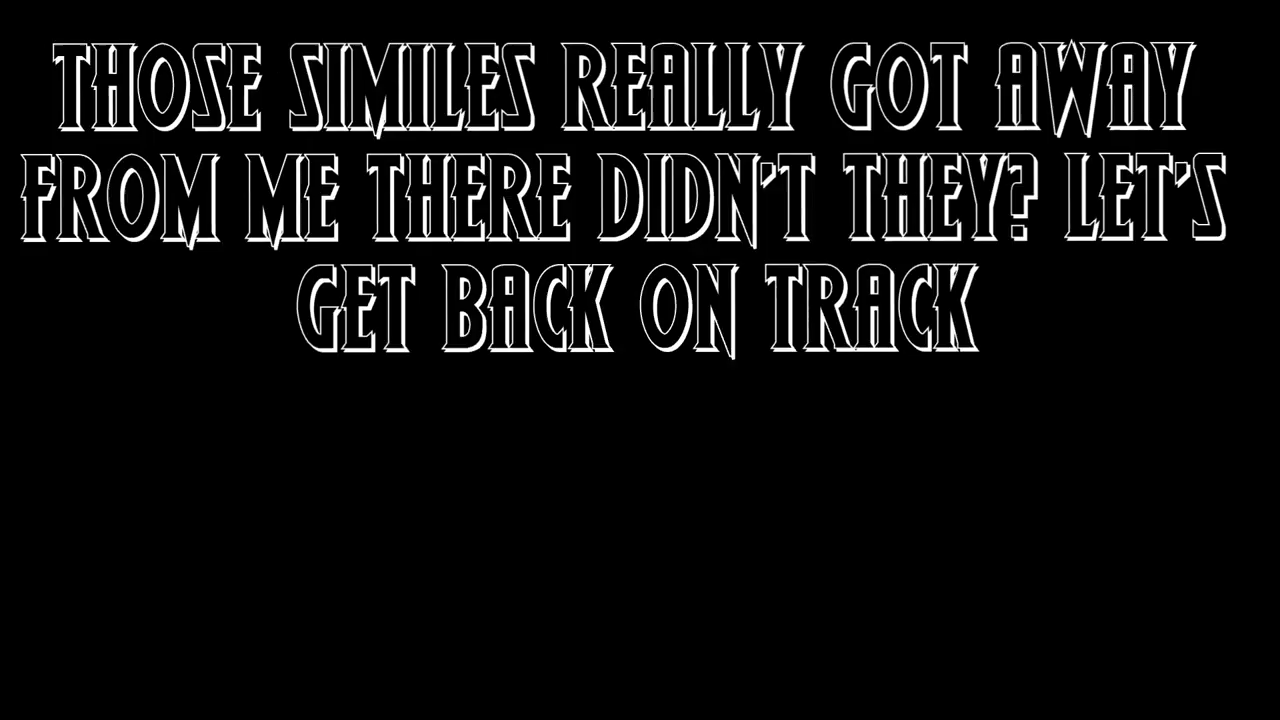 THOSE SIMILES REALLY GOT AWAY
FROM ME THERE DIDN'T THEY? LET'S
GET BACK ON TRACK